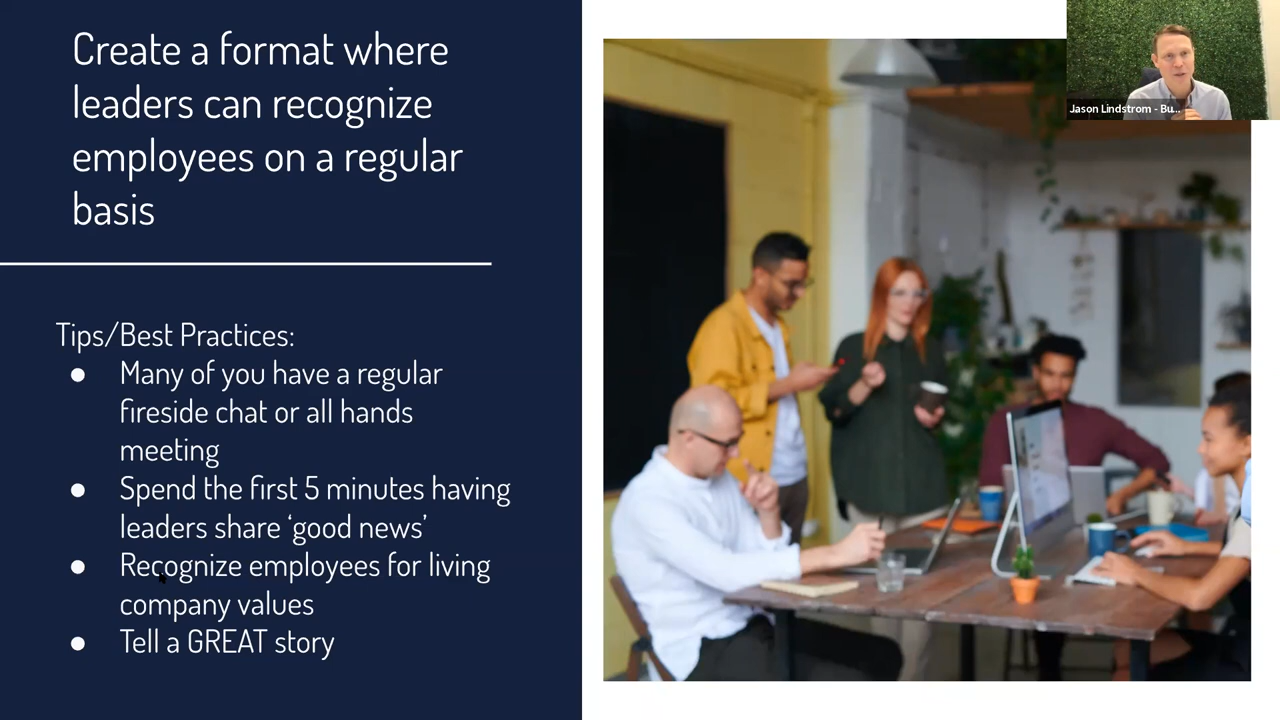 Create a format where
leaders can recognize
employees on a regular
basis
Tips/Best Practices:
● Many of you have a regular
fireside chat or all hands
meeting
● Spend the first 5 minutes having
leaders share ‘good news’
● Recognize employees for living
company values
● Tell a GREAT story
Jason Lindstrom - Bu...